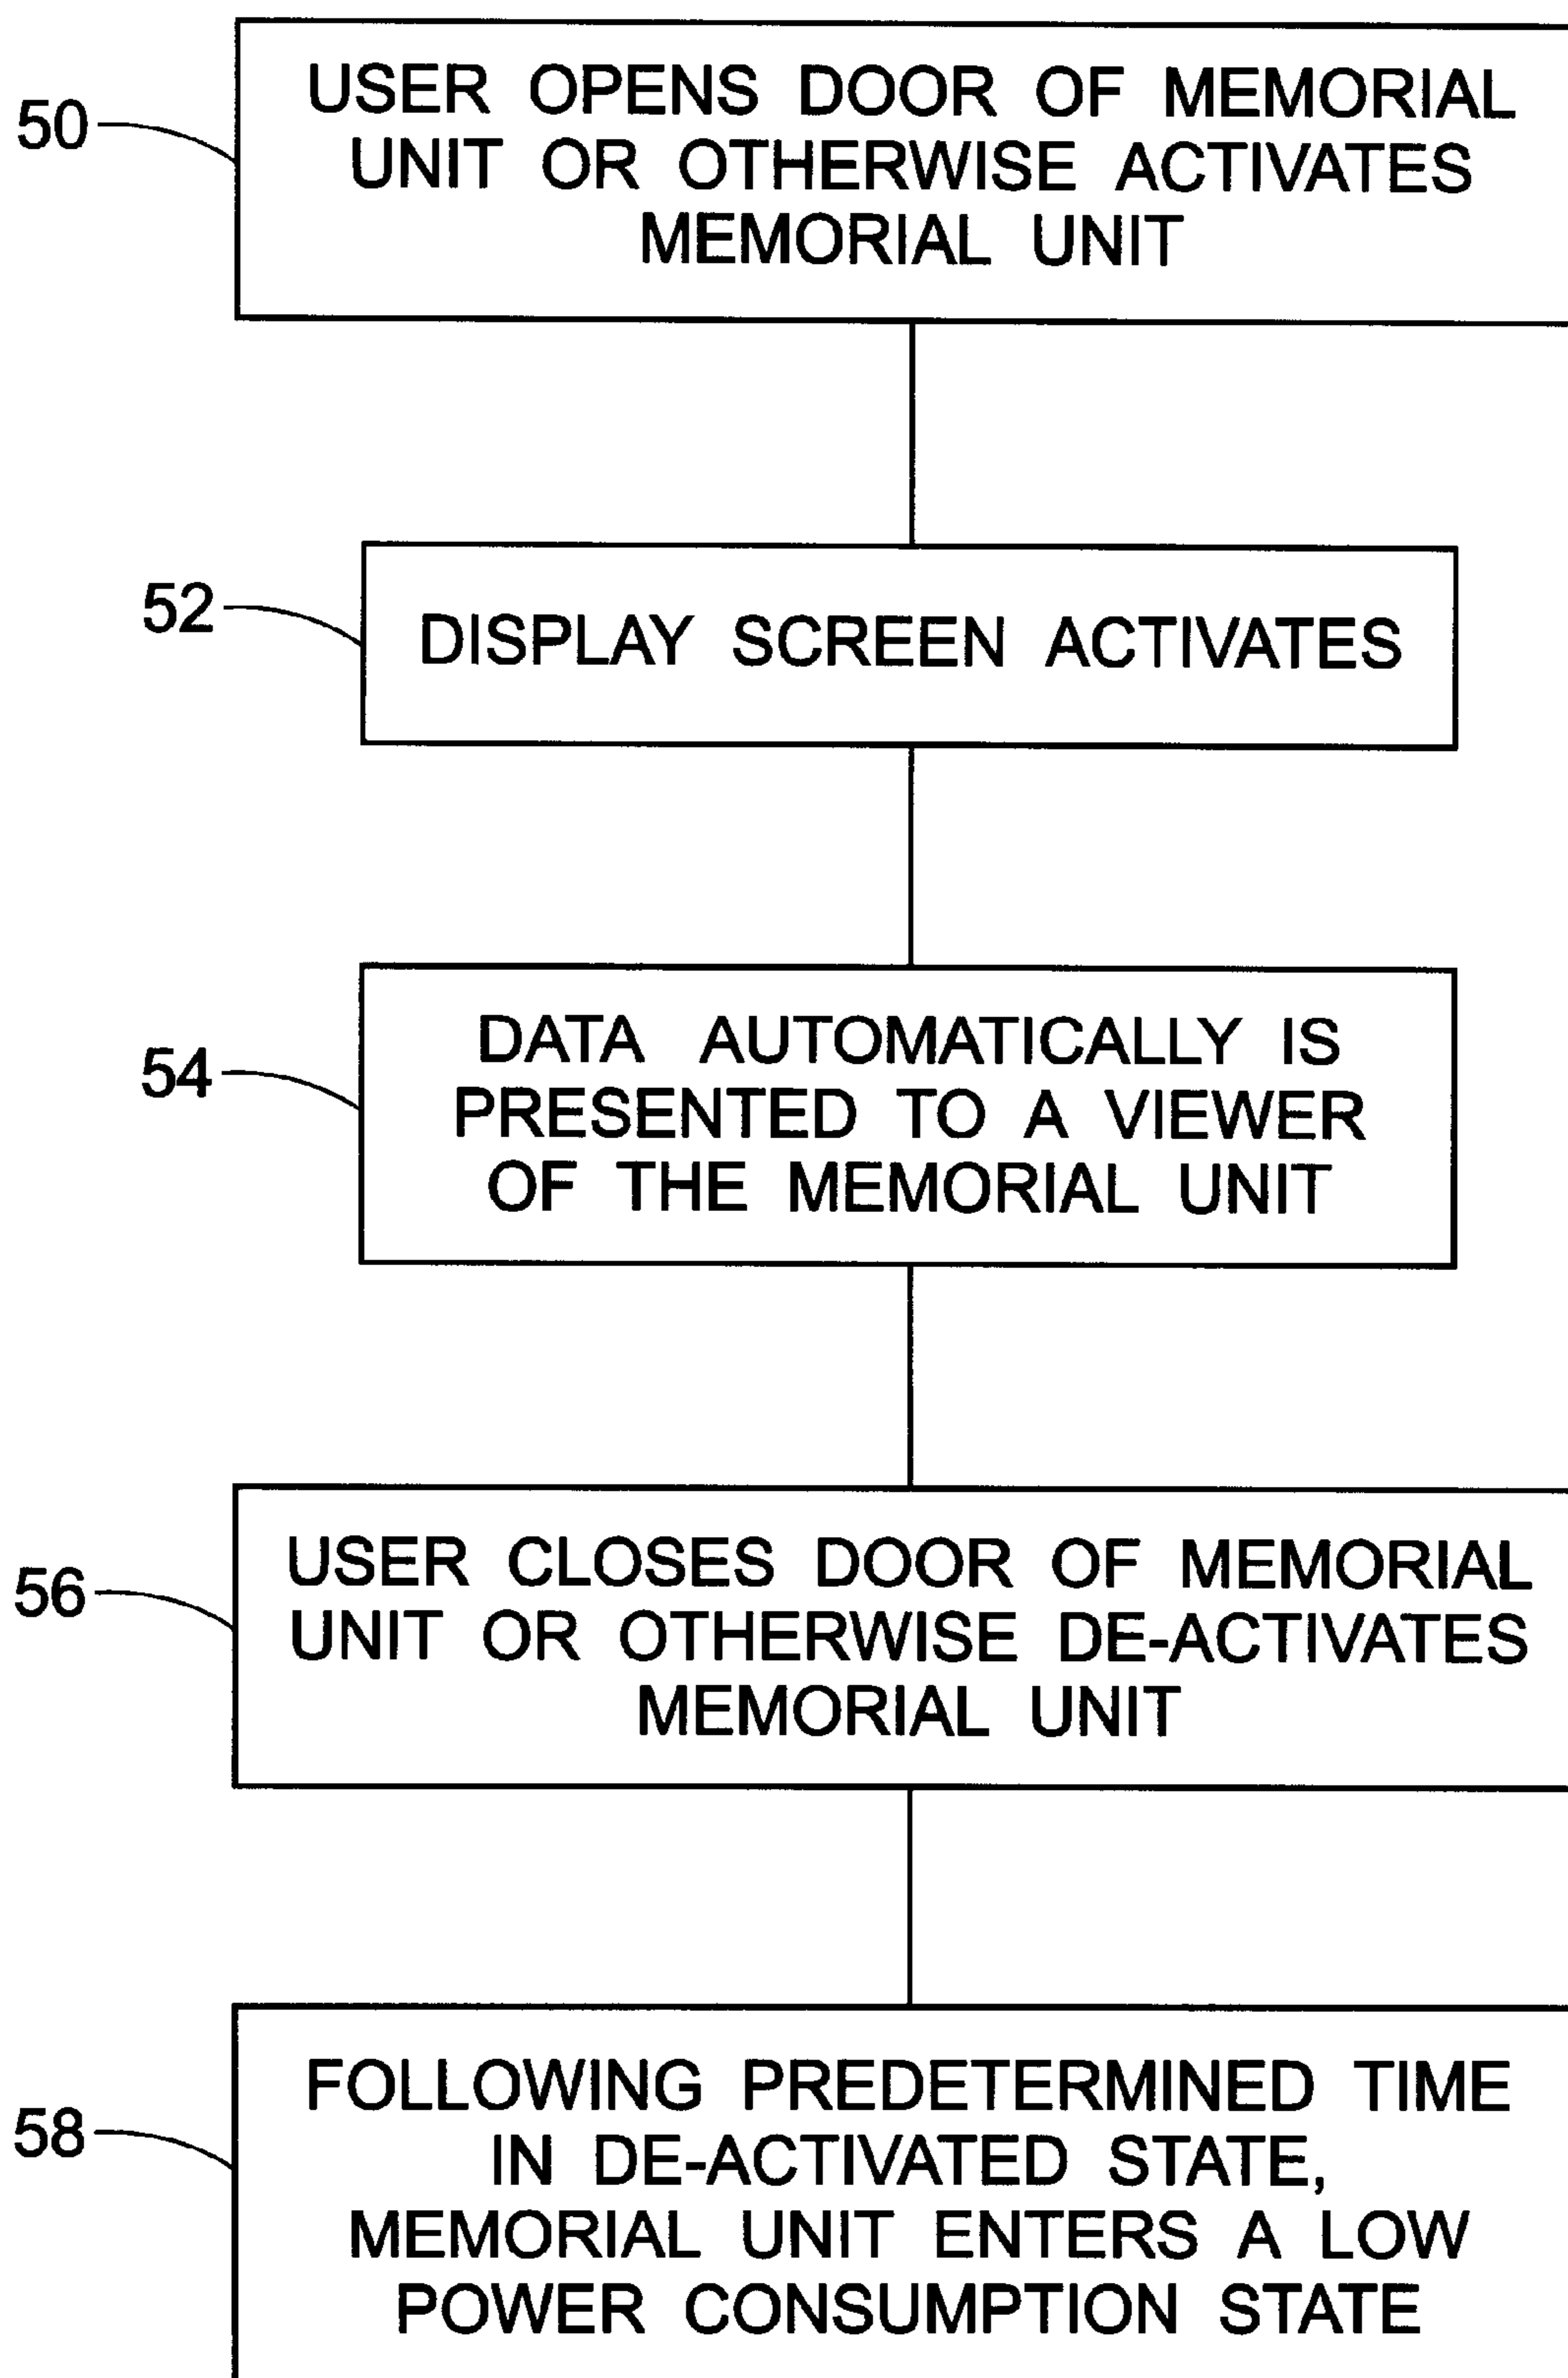 USER OPENS DOOR OF MEMORIAL
50
UNIT OR OTHERWISE ACTIVATES
MEMORIAL UNIT
52
DISPLAY SCREEN ACTIVATES
DATA AUTOMATICALLY IS
54
PRESENTED TO A VIEWER
OF THE MEMORIAL UNIT
USER CLOSES DOOR OF MEMORIAL
56
UNIT OR OTHERWISE DE-ACTIVATES
MEMORIAL UNIT
FOLLOWING PREDETERMINED TIME
58
IN DE-ACTIVATED STATE,
MEMORIAL UNIT ENTERS A LOW
POWER CONSUMPTION STATE